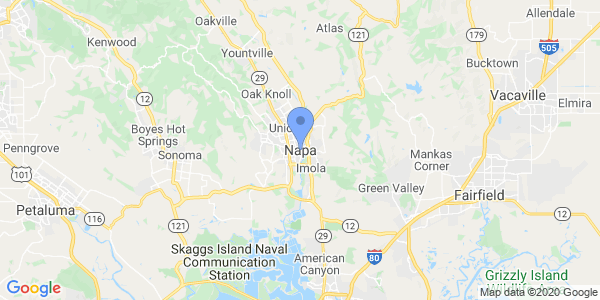 Oakville
Atlas
121
179
Allendale
Kenwood
Yountville
505
29
Oak Knoll
Bucktown
12
Vacaville
Elmira
Boyes Hot
Springs
Napa
Penngrove
Sonoma
Imola
Mankas
Corner
101
Green Valley
Fairfield
Petaluma
116
121
12
12
29
80
Skaggs Island Naval
Communication
Station
American
Canyon
Grizzly Island
Google
Map data ©2020 Google